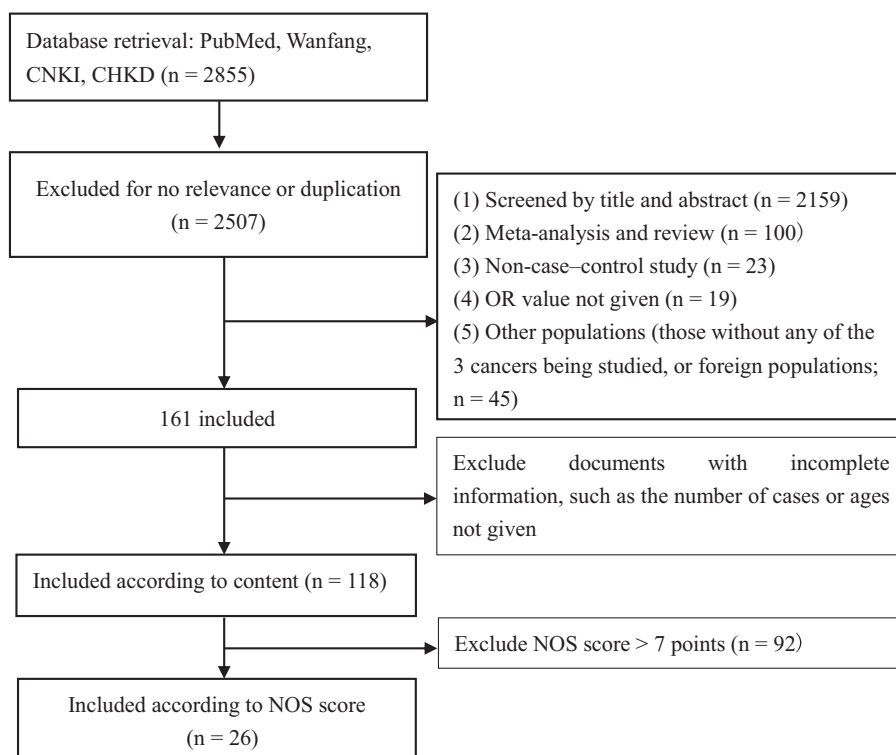 Database retrieval: PubMed, Wanfang,
CNKI, CHKD (n = 2855)
Excluded for no relevance or duplication
(n = 2507)
(1) Screened by title and abstract (n = 2159)
(2) Meta-analysis and review (n = 100)
(3) Non-case–control study (n = 23)
(4) OR value not given (n = 19)
(5) Other populations (those without any of the
3 cancers being studied, or foreign populations;
n = 45)
161 included
Exclude documents with incomplete
information, such as the number of cases or ages
not given
Included according to content (n = 118)
Exclude NOS score > 7 points (n = 92)
Included according to NOS score
(n = 26)